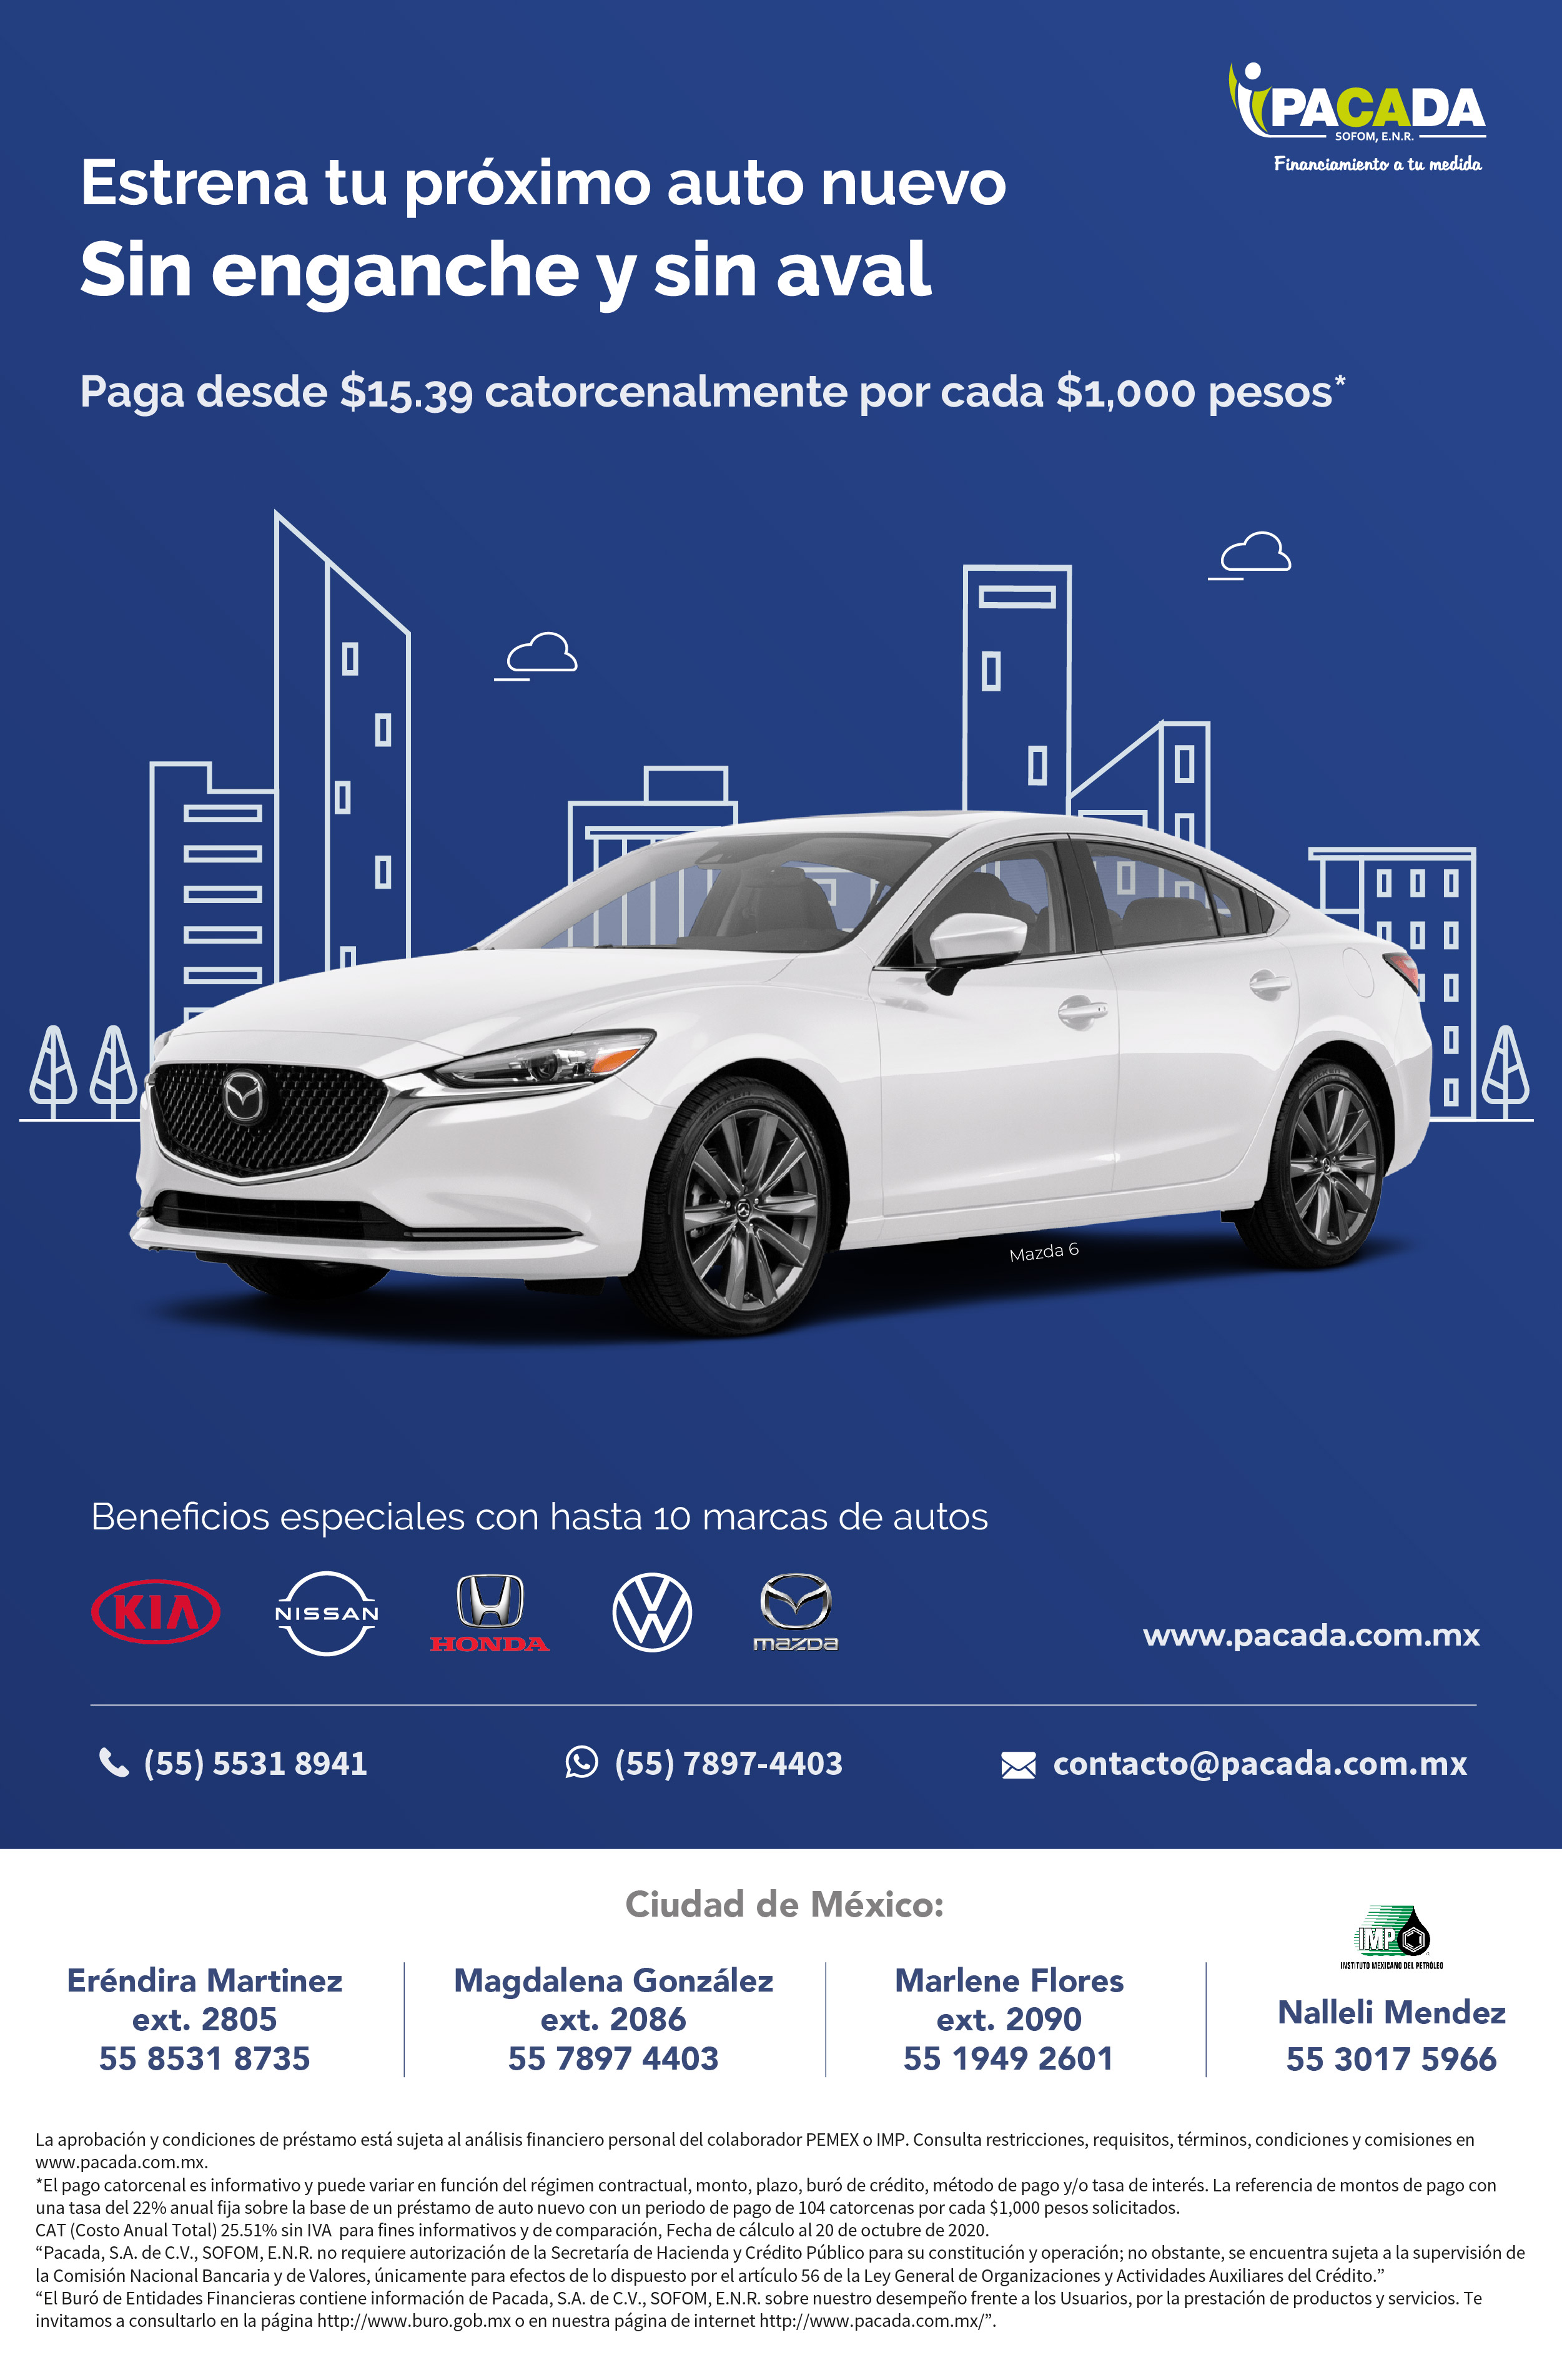 PACADA
SOFOM, E.N.R.
Financiamiento a tu medida
Estrena tu próximo auto nuevo
Sin enganche y sin aval
Paga desde $15.39 catorcenalmente por cada $1,000 pesos*
Mazda 6
Beneficios especiales con hasta 10 marcas de autos
KIA
NISSAN
HONDA
mazda
www.pacada.com.mx
(55) 5531 8941
(55) 7897-4403
contacto@pacada.com.mx
Ciudad de México:
Eréndira Martinez
ext. 2805
55 8531 8735
Magdalena González
ext. 2086
55 7897 4403
Marlene Flores
ext. 2090
55 1949 2601
IMP
INSTITUTO MEXICANO DEL PETRÓLEO
Nalleli Mendez
55 3017 5966
La aprobación y condiciones de préstamo está sujeta al análisis financiero personal del colaborador PEMEX o IMP. Consulta restricciones, requisitos, términos, condiciones y comisiones en
www.pacada.com.mx.
*El pago catorcenal es informativo y puede variar en función del régimen contractual, monto, plazo, buró de crédito, método de pago y/o tasa de interés. La referencia de montos de pago con
una tasa del 22% anual fija sobre la base de un préstamo de auto nuevo con un periodo de pago de 104 catorcenas por cada $1,000 pesos solicitados.
CAT (Costo Anual Total) 25.51% sin IVA para fines informativos y de comparación, Fecha de cálculo al 20 de octubre de 2020.
“Pacada, S.A. de C.V., SOFOM, E.N.R. no requiere autorización de la Secretaría de Hacienda y Crédito Público para su constitución y operación; no obstante, se encuentra sujeta a la supervisión de
la Comisión Nacional Bancaria y de Valores, únicamente para efectos de lo dispuesto por el artículo 56 de la Ley General de Organizaciones y Actividades Auxiliares del Crédito.”
“El Buró de Entidades Financieras contiene información de Pacada, S.A. de C.V., SOFOM, E.N.R. sobre nuestro desempeño frente a los Usuarios, por la prestación de productos y servicios. Te
invitamos a consultarlo en la página http://www.buro.gob.mx o en nuestra página de internet http://www.pacada.com.mx/”.